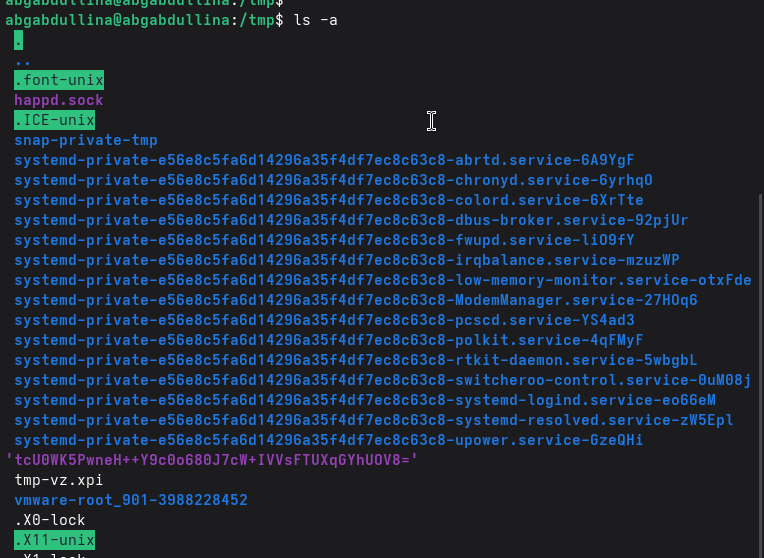 abgabdullina@abgabdullina:/tmp$
abgabdullina@abgabdullina:/tmp$ ls -a
.
..
.font-unix
happd.sock
.ICE-unix
snap-private-tmp
systemd-private-e56e8c5fa6d14296a35f4df7ec8c63c8-abrtd.service-6A9YgF
systemd-private-e56e8c5fa6d14296a35f4df7ec8c63c8-chronyd.service-6yrhqO
systemd-private-e56e8c5fa6d14296a35f4df7ec8c63c8-colord.service-6XrTte
systemd-private-e56e8c5fa6d14296a35f4df7ec8c63c8-dbus-broker.service-92pjUr
systemd-private-e56e8c5fa6d14296a35f4df7ec8c63c8-fwupd.service-liO9fY
systemd-private-e56e8c5fa6d14296a35f4df7ec8c63c8-irqbalance.service-mzuzWP
systemd-private-e56e8c5fa6d14296a35f4df7ec8c63c8-low-memory-monitor.service-otxFde
systemd-private-e56e8c5fa6d14296a35f4df7ec8c63c8-ModemManager.service-27HOq6
systemd-private-e56e8c5fa6d14296a35f4df7ec8c63c8-pcscd.service-YS4ad3
systemd-private-e56e8c5fa6d14296a35f4df7ec8c63c8-polkit.service-4qFMyF
systemd-private-e56e8c5fa6d14296a35f4df7ec8c63c8-rtkit-daemon.service-5wbgbL
systemd-private-e56e8c5fa6d14296a35f4df7ec8c63c8-switcheroo-control.service-0uM08j
systemd-private-e56e8c5fa6d14296a35f4df7ec8c63c8-systemd-logind.service-eo66eM
systemd-private-e56e8c5fa6d14296a35f4df7ec8c63c8-systemd-resolved.service-zW5Epl
systemd-private-e56e8c5fa6d14296a35f4df7ec8c63c8-upower.service-GzeQHi
'tcU0WK5PwneH++Y9c0o680J7cW+IVVsFTUXqGYhUOV8='
tmp-vz.xpi
vmware-root_901-3988228452
.X0-lock
.X11-unix
.X1-lock